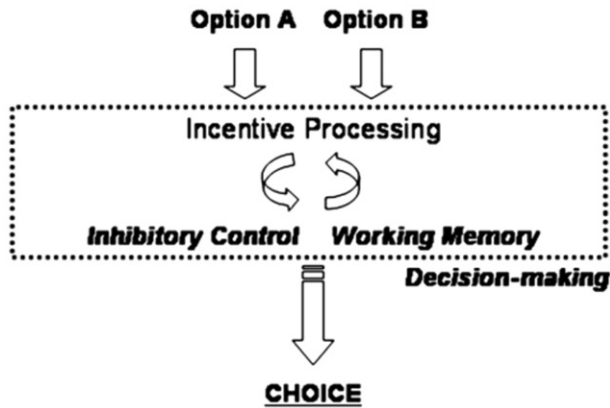 Option A Option B
Incentive Processing
Inhibitory Control Working Memory
Decision-making
CHOICE